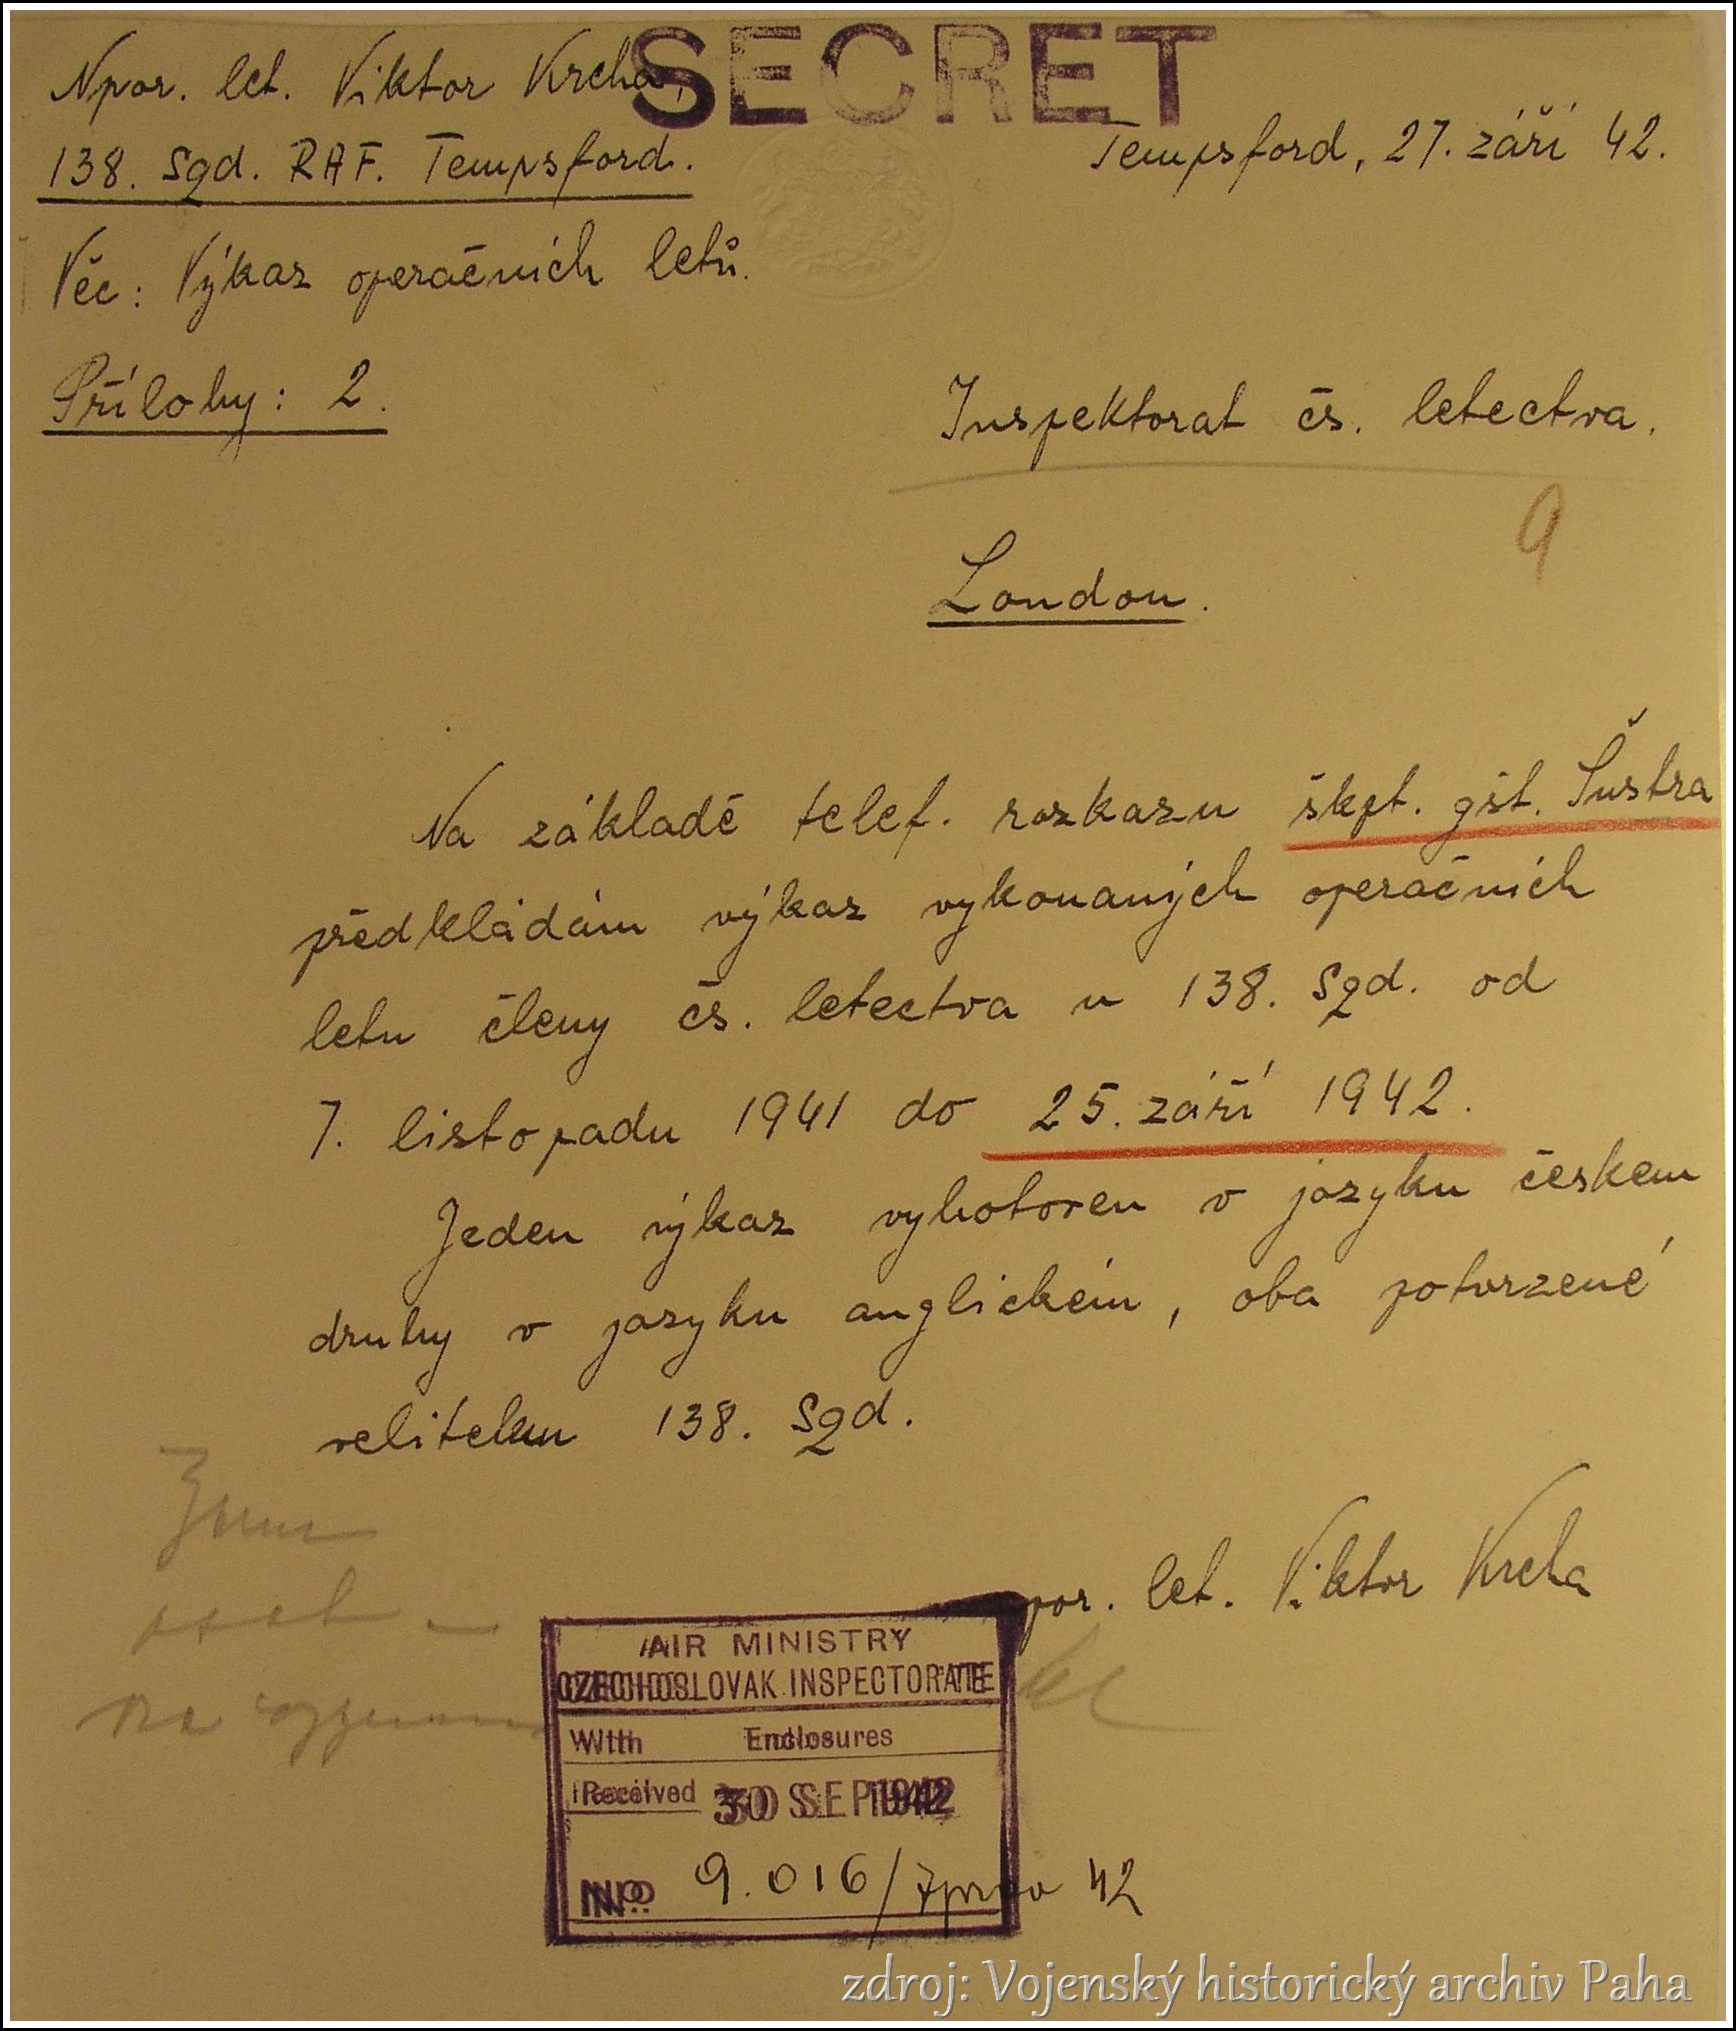 SECRET
Npor. let. Viktor Krcha,
138. Sqd. RAF. Tempsford.
Tempsford, 27. září 42.
Věc: Výkaz operačních letů.
Přílohy: 2.
Inspektorat čs. letectva.
9
London.
Na základě telef. rozkazu škpt. gšt. Šustra
předkládám výkaz vykonaných operačních
letu členy čs. letectva u 138. Sqd. od
7. listopadu 1941 do 25. září 1942.
Jeden výkaz vyhotoven v jazyku českem
druhy v jazyku anglickém, oba potvrzené
velitelem 138. Sqd.
por. let. Viktor Krcha
AIR MINISTRY
CZECHOSLOVAK INSPECTORATE
With Enclosures
Received 30 SEP 1942
No. 9.016/ 42
zdroj: Vojenský historický archiv Paha